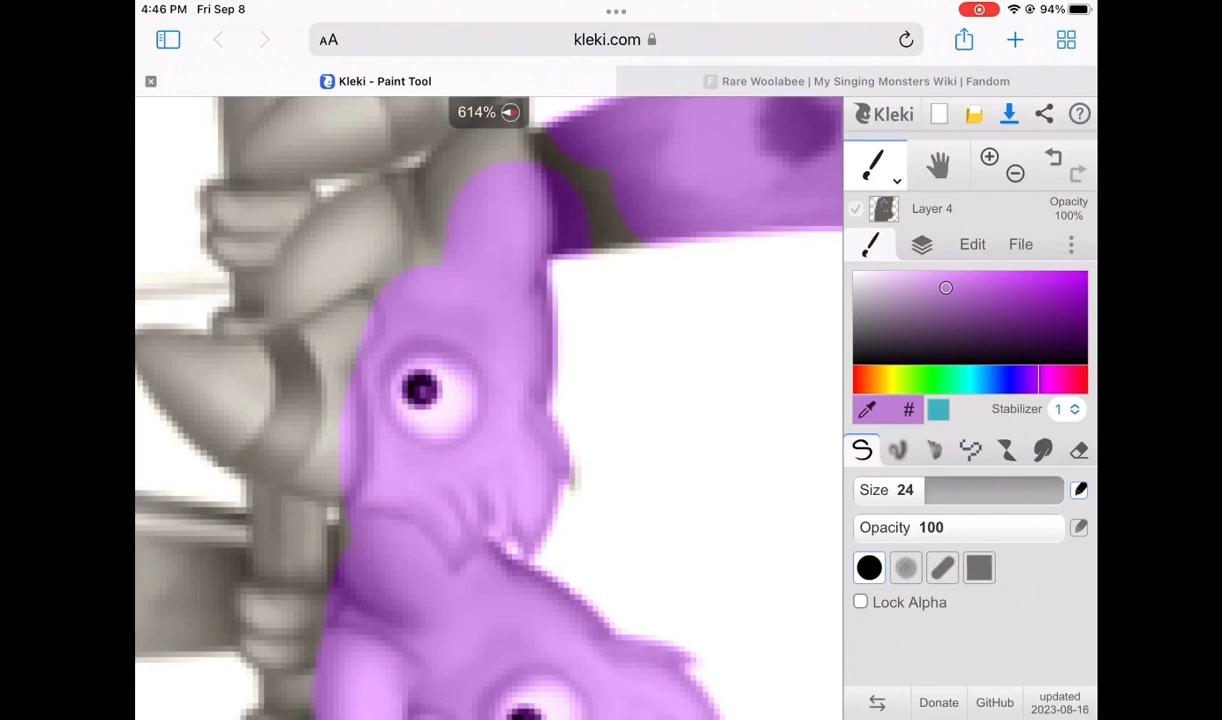 4:46 PM Fri Sep 8
94%
AA
kleki.com
Kleki - Paint Tool
F Rare Woolabee | My Singing Monsters Wiki | Fandom
614%
Kleki
?
Layer 4
Opacity
100%
Edit
File
#
Stabilizer
1
Size 24
Opacity 100
Lock Alpha
Donate
GitHub
updated
2023-08-16